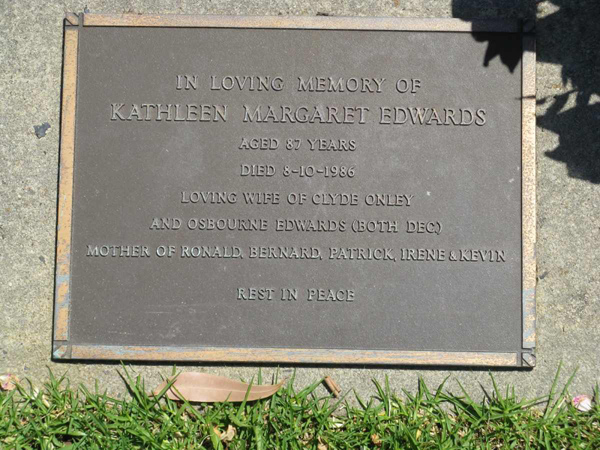 IN LOVING MEMORY OF
KATHLEEN MARGARET EDWARDS
AGED 87 YEARS
DIED 8-10-1986
LOVING WIFE OF CLYDE ONLEY
AND OSBOURNE EDWARDS (BOTH DEC.)
MOTHER OF RONALD, BERNARD, PATRICK, IRENE & KEVIN
REST IN PEACE